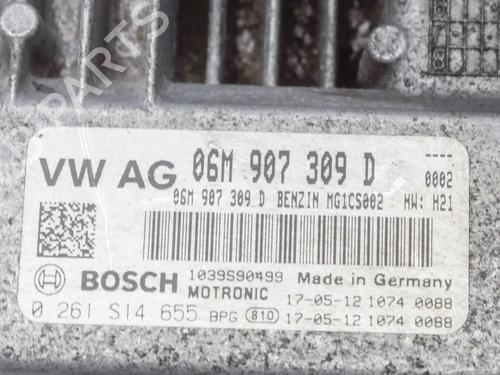 VW AG 06M 907 309 D ----
0002
06M 907 309 D BENZIN MG1CS002 HW: H21
BOSCH 1039S90499 Made in Germany
MOTRONIC 17-05-12 1074 0088
0 261 S14 655 BPG 810 17-05-12 1074 0088
PARTS